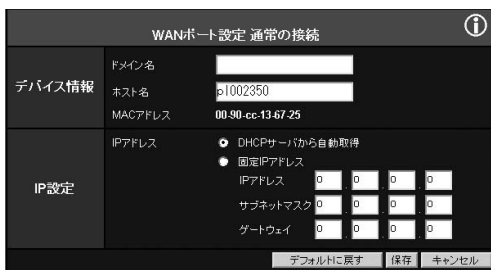 WANポート設定 通常の接続
デバイス情報
ドメイン名
ホスト名 pl002350
MACアドレス 00-90-cc-13-67-25
IP設定
IPアドレス DHCPサーバから自動取得
固定IPアドレス
IPアドレス 0 . 0 . 0 . 0
サブネットマスク 0 . 0 . 0 . 0
ゲートウェイ 0 . 0 . 0 . 0
デフォルトに戻す 保存 キャンセル